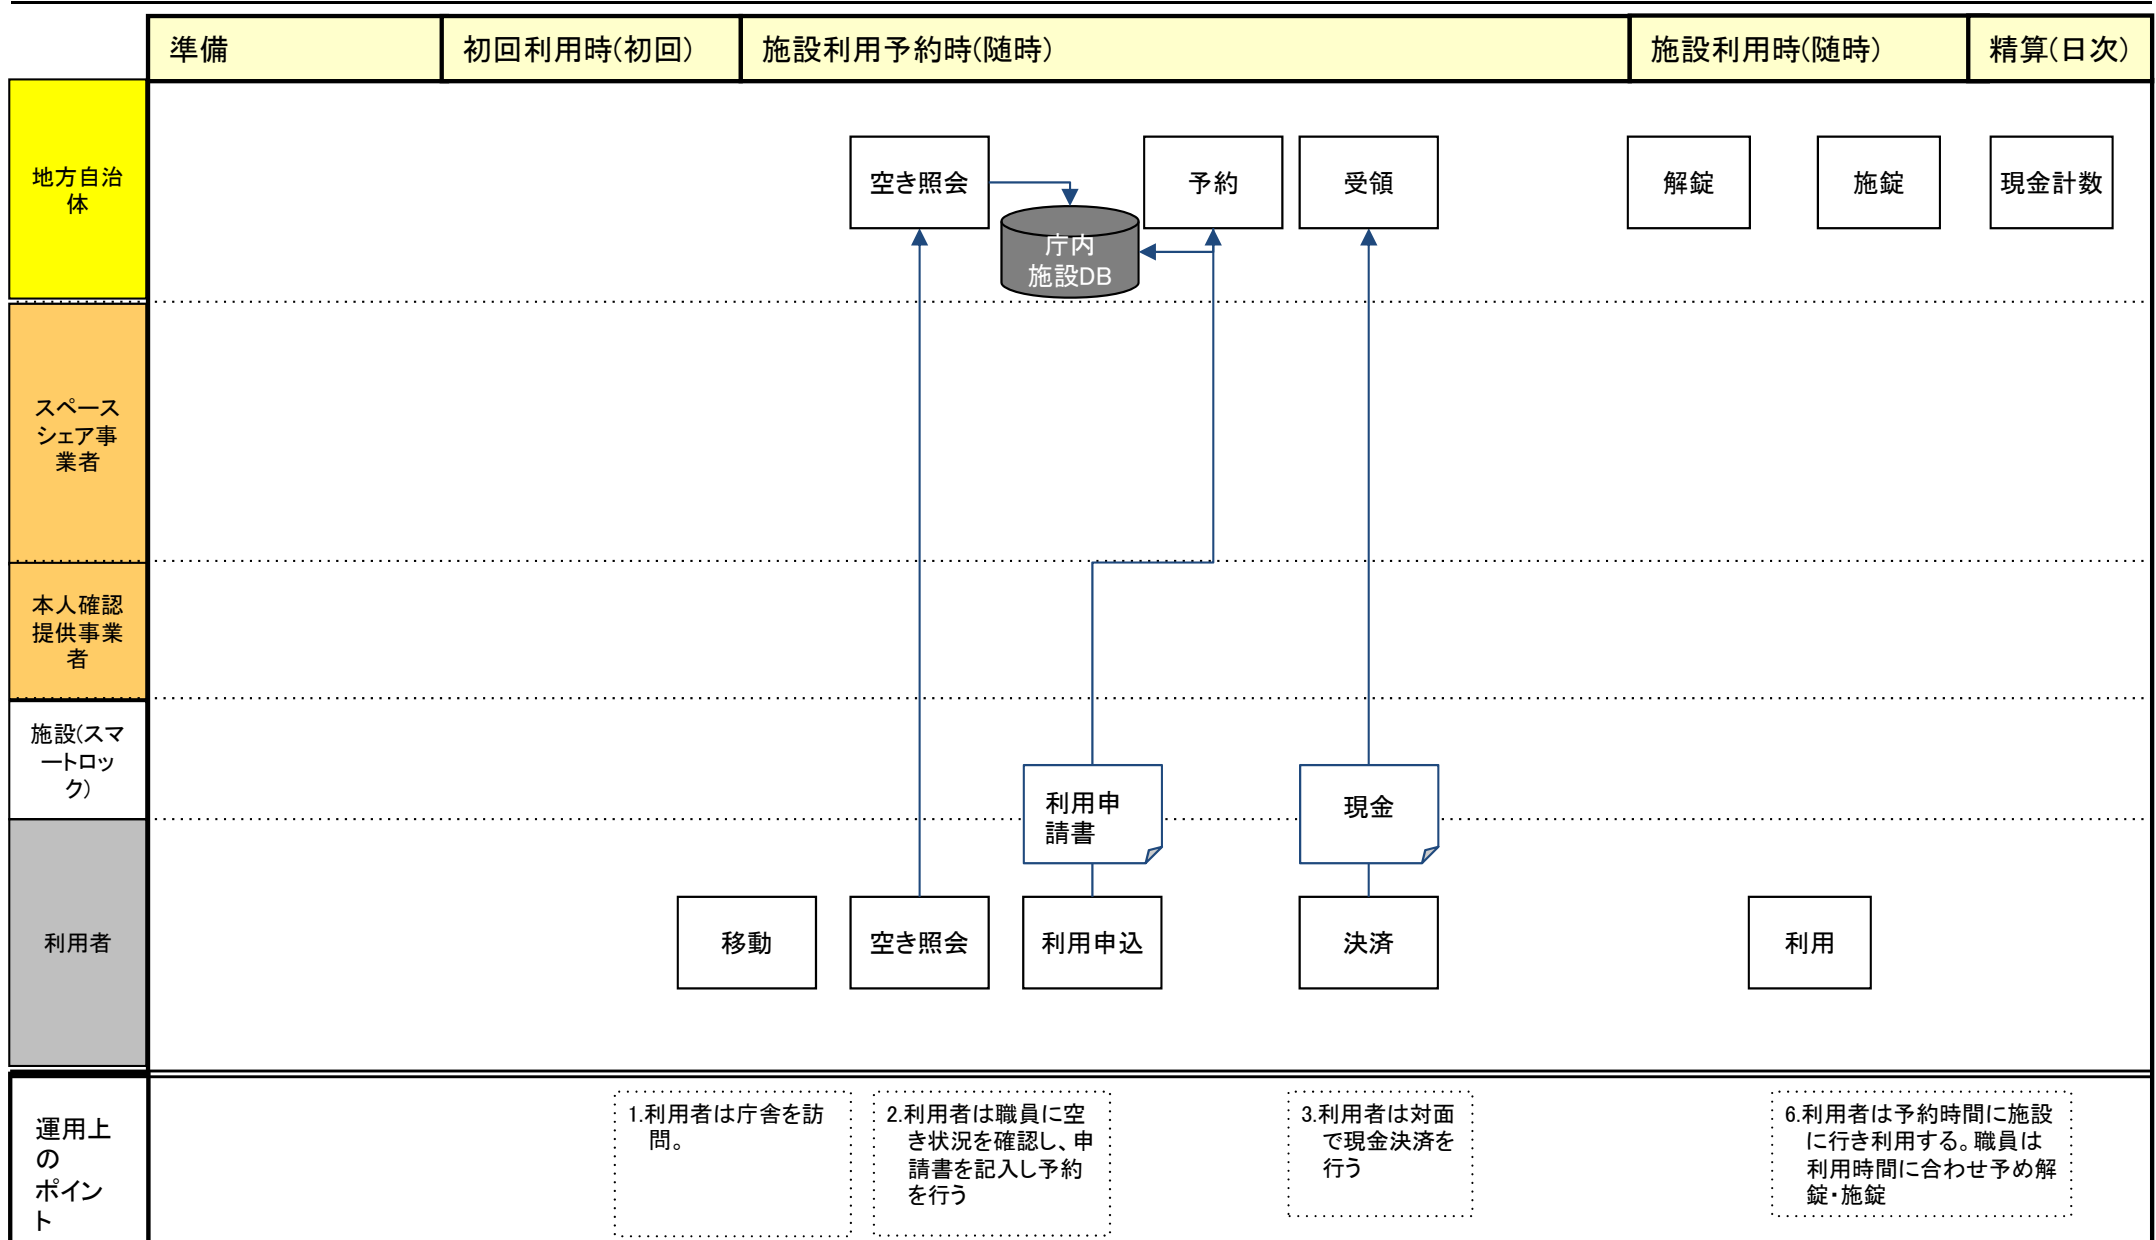 準備
初回利用時(初回)
施設利用予約時(随時)
施設利用時(随時)
精算(日次)
地方自治
体
空き照会
予約
受領
解錠
施錠
現金計数
庁内
施設DB
スペース
シェア事
業者
本人確認
提供事業
者
施設(スマ
ートロッ
ク)
利用申
請書
現金
利用者
移動
空き照会
利用申込
決済
利用
運用上
の
ポイン
ト
1.利用者は庁舎を訪
問。
2.利用者は職員に空
き状況を確認し、申
請書を記入し予約
を行う
3.利用者は対面
で現金決済を
行う
6.利用者は予約時間に施設
に行き利用する。職員は
利用時間に合わせ予め解
錠・施錠